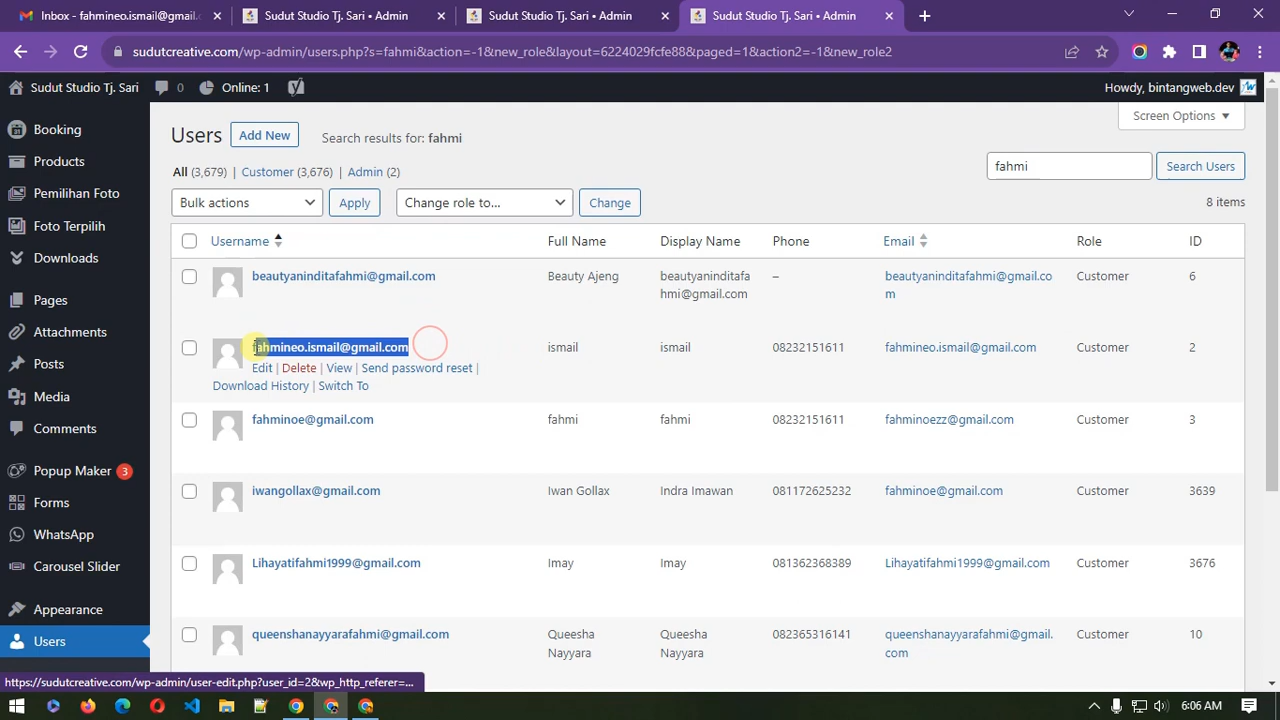 Inbox - fahmineo.ismail@gmail.
Sudut Studio Tj. Sari • Admin
Sudut Studio Tj. Sari • Admin
Sudut Studio Tj. Sari • Admin
sudutcreative.com/wp-admin/users.php?s=fahmi&action=-1&new_role&layout=6224029fcfe88&paged=1&action2=-1&new_role2
Sudut Studio Tj. Sari
0
Online: 1
Howdy, bintangweb.dev
Booking
Products
Pemilihan Foto
Foto Terpilih
Downloads
Pages
Attachments
Posts
Media
Comments
Popup Maker 3
Forms
WhatsApp
Carousel Slider
Appearance
Users
Screen Options
Users
Add New
Search results for: fahmi
All (3,679) | Customer (3,676) | Admin (2)
fahmi
Search Users
Bulk actions
Apply
Change role to...
Change
8 items
Username Full Name Display Name Phone Email Role ID
beautyaninditafahmi@gmail.com Beauty Ajeng beautyaninditafa – beautyaninditafahmi@gmail.co Customer 6
hmi@gmail.com m
fahmineo.ismail@gmail.com ismail ismail 08232151611 fahmineo.ismail@gmail.com Customer 2
Edit | Delete | View | Send password reset |
Download History | Switch To
fahminoe@gmail.com fahmi fahmi 08232151611 fahminoezz@gmail.com Customer 3
iwangollax@gmail.com Iwan Gollax Indra Imawan 081172625232 fahminoe@gmail.com Customer 3639
Lihayatifahmi1999@gmail.com Imay Imay 081362368389 Lihayatifahmi1999@gmail.com Customer 3676
queenshanayyarafahmi@gmail.com Queesha Queesha 082365316141 queenshanayyarafahmi@gmail. Customer 10
Nayyara Nayyara com
https://sudutcreative.com/wp-admin/user-edit.php?user_id=2&wp_http_referer=...
6:06 AM